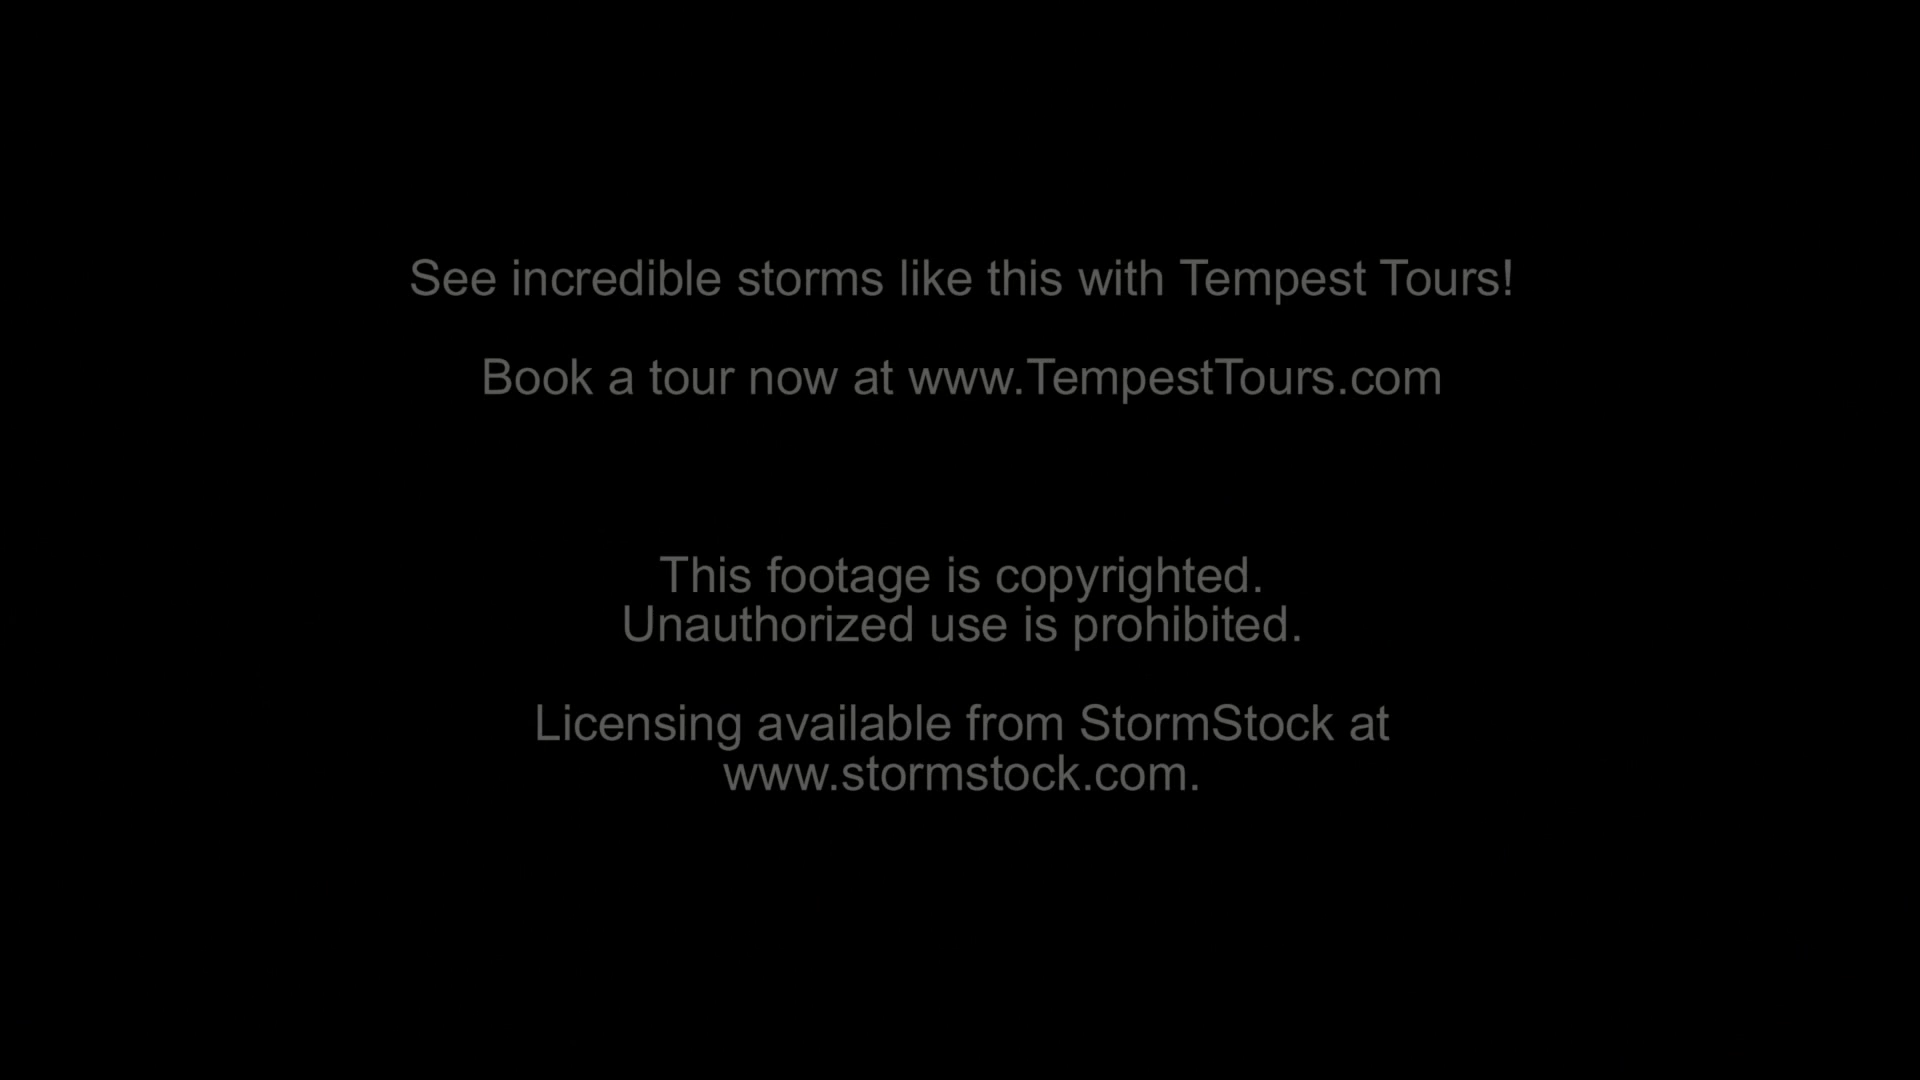 See incredible storms like this with Tempest Tours!
Book a tour now at www.TempestTours.com
This footage is copyrighted.
Unauthorized use is prohibited.
Licensing available from StormStock at
www.stormstock.com.